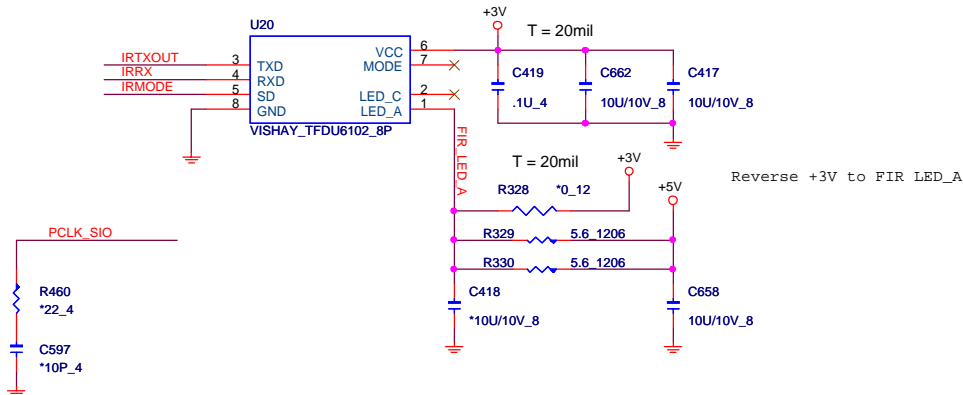 U20
+3V
T = 20mil
IRTXOUT 3 TXD VCC 6
IRRX 4 RXD MODE 7
IRMODE 5 SD LED_C 2
8 GND LED_A 1
VISHAY_TFDU6102_8P
C419 C662 C417
.1U_4 10U/10V_8 10U/10V_8
FIR_LED_A
T = 20mil +3V
Reverse +3V to FIR LED_A
R328 *0_12 +5V
PCLK_SIO
R329 5.6_1206
R330 5.6_1206
R460
*22_4
C418 C658
*10U/10V_8 10U/10V_8
C597
*10P_4